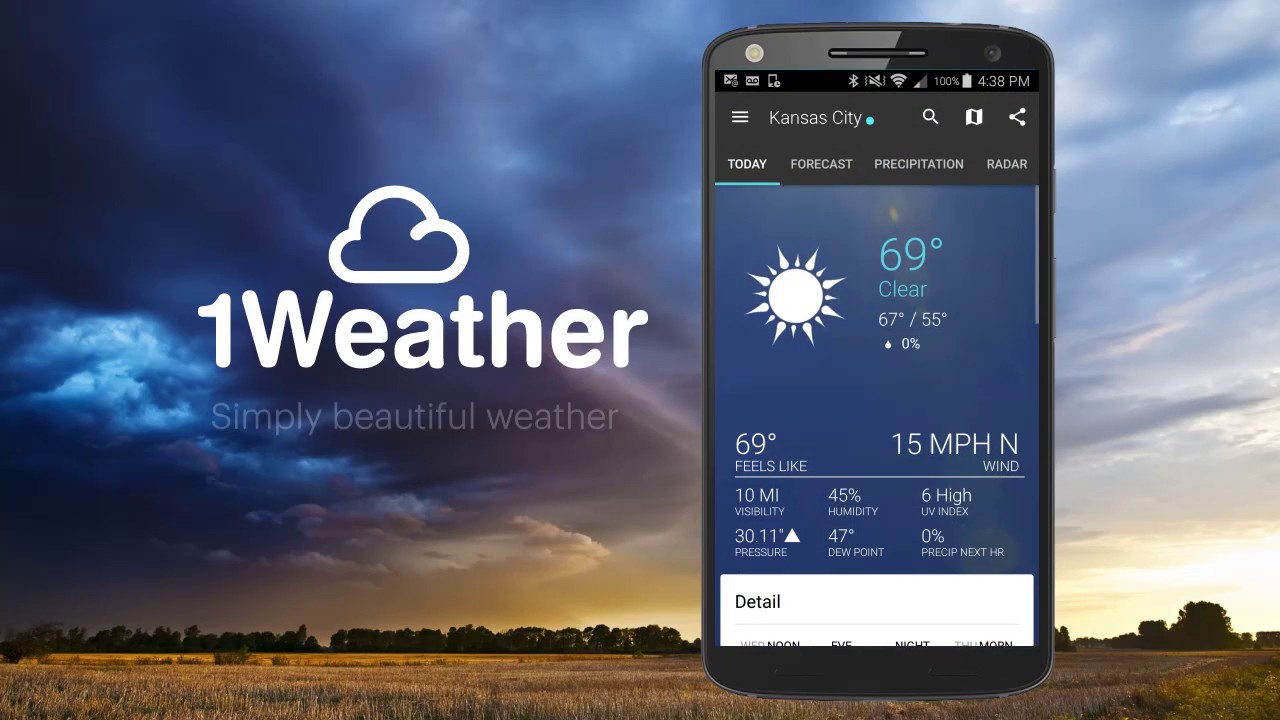 1Weather
Simply beautiful weather
100% 4:38 PM
Kansas City
TODAY FORECAST PRECIPITATION RADAR
69°
Clear
67° / 55°
0%
69° 15 MPH N
FEELS LIKE WIND
10 MI 45% 6 High
VISIBILITY HUMIDITY UV INDEX
30.11" 47° 0%
PRESSURE DEW POINT PRECIP NEXT HR
Detail
WED NOON EVE NIGHT THU MORN